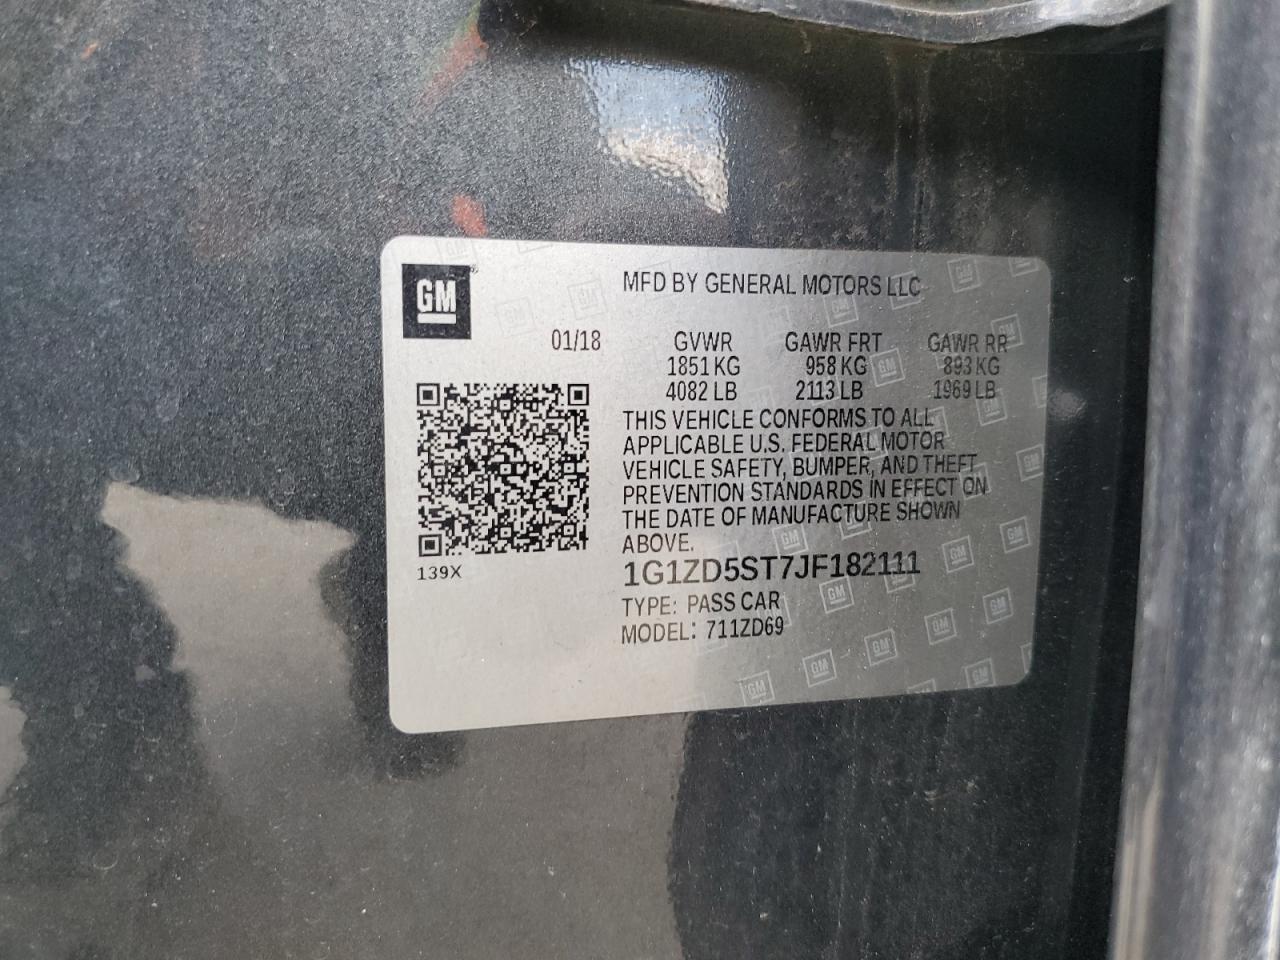 GM
MFD BY GENERAL MOTORS LLC
01/18 GVWR GAWR FRT GAWR RR
1851 KG 958 KG 893 KG
4082 LB 2113 LB 1969 LB
THIS VEHICLE CONFORMS TO ALL
APPLICABLE U.S. FEDERAL MOTOR
VEHICLE SAFETY, BUMPER, AND THEFT
PREVENTION STANDARDS IN EFFECT ON
THE DATE OF MANUFACTURE SHOWN
ABOVE.
139X
1G1ZD5ST7JF182111
TYPE: PASS CAR
MODEL: 711ZD69